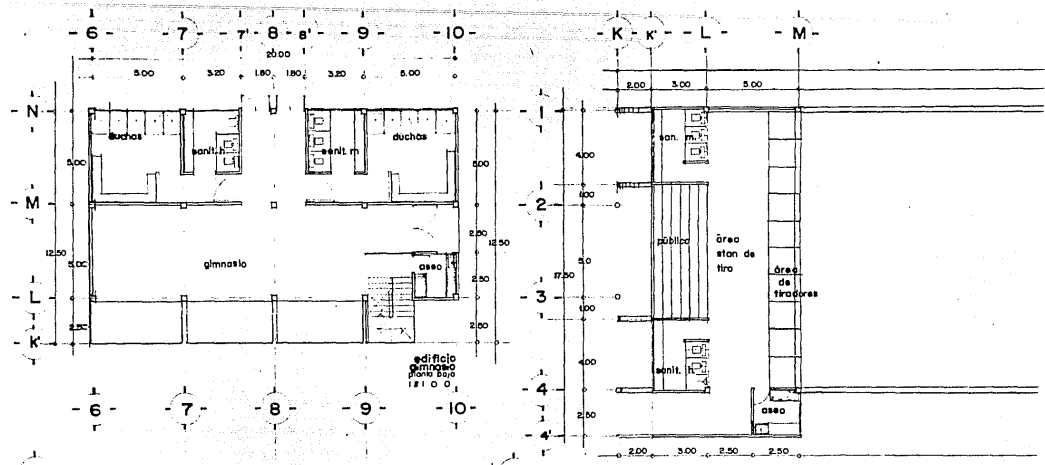 - 6 - - 7 - 7' - 8 - 8' - 9 - - 10 -
20.00
5.00 3.20 1.80 1.80 3.20 5.00
- N -
duchas sanit. h sanit. m duchas
5.00 5.00
- M -
12.50 5.00 gimnasio aseo 2.50 12.50
2.50
- L -
2.50 2.50
- K' -
edificio
gimnasio
planta baja
1:100
- 6 - - 7 - - 8 - - 9 - - 10 -
- K - K' - L - - M -
2.00 3.00 5.00
- 1 -
san. m.
4.00
1.00
- 2 -
público
área
stan de
tiro
5.0
17.50
área
de
tiradores
- 3 -
1.00
4.00
sanit. h.
- 4 -
aseo
2.50
- 4' -
2.00 3.00 2.50 2.50